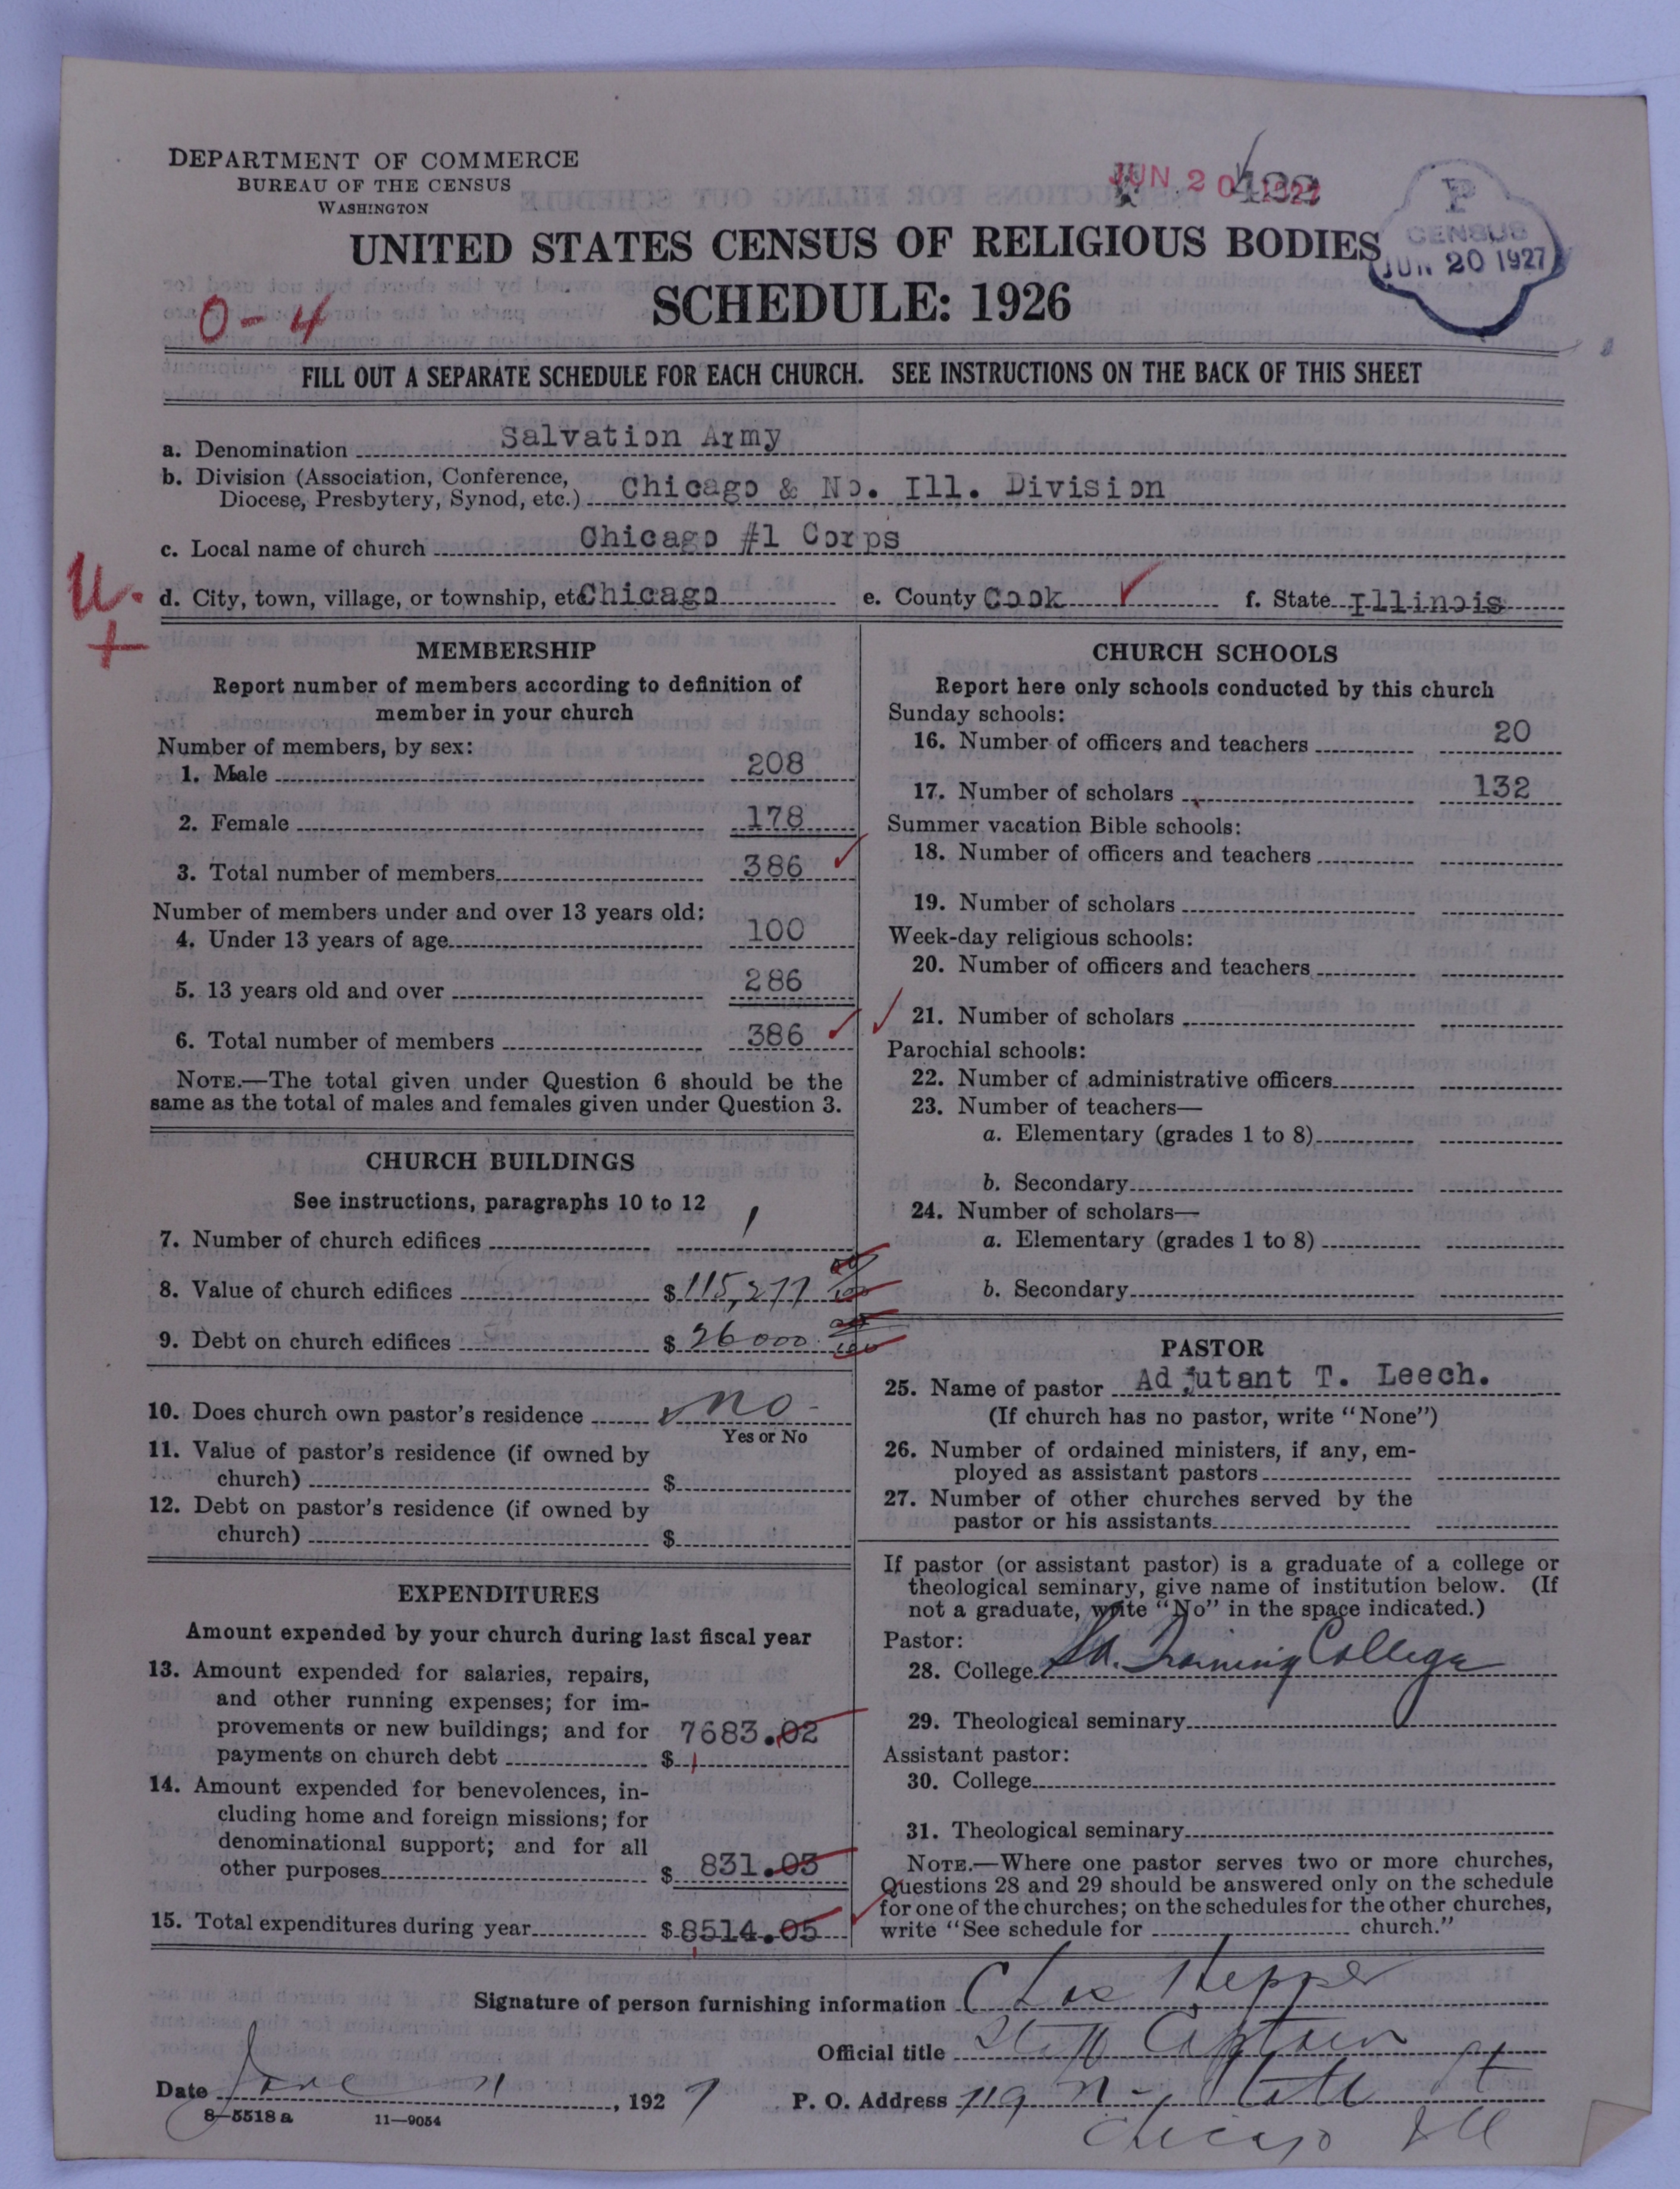 DEPARTMENT OF COMMERCE
BUREAU OF THE CENSUS
WASHINGTON
JUN 20 1927
P
CENSUS
JUN 20 1927
UNITED STATES CENSUS OF RELIGIOUS BODIES
SCHEDULE: 1926
0-4
FILL OUT A SEPARATE SCHEDULE FOR EACH CHURCH. SEE INSTRUCTIONS ON THE BACK OF THIS SHEET
a. Denomination Salvation Army
b. Division (Association, Conference,
Diocese, Presbytery, Synod, etc.) Chicago & No. Ill. Division
c. Local name of church Chicago #1 Corps
U.
d. City, town, village, or township, etc Chicago e. County Cook f. State Illinois
MEMBERSHIP
Report number of members according to definition of
member in your church
Number of members, by sex:
1. Male 208
2. Female 178
3. Total number of members 386
Number of members under and over 13 years old:
4. Under 13 years of age 100
5. 13 years old and over 286
6. Total number of members 386
NOTE.—The total given under Question 6 should be the
same as the total of males and females given under Question 3.
CHURCH BUILDINGS
See instructions, paragraphs 10 to 12
7. Number of church edifices 1
8. Value of church edifices $115,277
9. Debt on church edifices $26000
10. Does church own pastor's residence No
Yes or No
11. Value of pastor's residence (if owned by
church) $
12. Debt on pastor's residence (if owned by
church) $
EXPENDITURES
Amount expended by your church during last fiscal year
13. Amount expended for salaries, repairs,
and other running expenses; for im-
provements or new buildings; and for 7683.02
payments on church debt $
14. Amount expended for benevolences, in-
cluding home and foreign missions; for
denominational support; and for all
other purposes $ 831.03
15. Total expenditures during year $8514.05
CHURCH SCHOOLS
Report here only schools conducted by this church
Sunday schools:
16. Number of officers and teachers 20
17. Number of scholars 132
Summer vacation Bible schools:
18. Number of officers and teachers
19. Number of scholars
Week-day religious schools:
20. Number of officers and teachers
21. Number of scholars
Parochial schools:
22. Number of administrative officers
23. Number of teachers—
a. Elementary (grades 1 to 8)
b. Secondary
24. Number of scholars—
a. Elementary (grades 1 to 8)
b. Secondary
PASTOR
25. Name of pastor Adjutant T. Leech.
(If church has no pastor, write "None")
26. Number of ordained ministers, if any, em-
ployed as assistant pastors
27. Number of other churches served by the
pastor or his assistants
If pastor (or assistant pastor) is a graduate of a college or
theological seminary, give name of institution below. (If
not a graduate, write "No" in the space indicated.)
Pastor:
28. College S.A. Training College
29. Theological seminary
Assistant pastor:
30. College
31. Theological seminary
NOTE.—Where one pastor serves two or more churches,
Questions 28 and 29 should be answered only on the schedule
for one of the churches; on the schedules for the other churches,
write "See schedule for church."
Signature of person furnishing information Chas Hepper
Official title Staff Captain
Date June 11, 1927 P. O. Address 719 N. State St
8—5518 a 11—9054
Chicago Ill